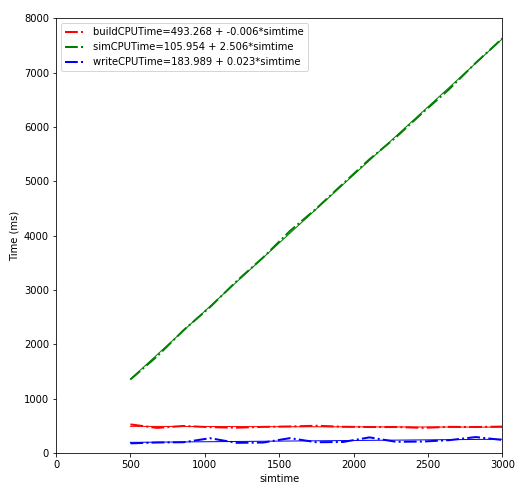 buildCPUTime=493.268 + -0.006*simtime
simCPUTime=105.954 + 2.506*simtime
writeCPUTime=183.989 + 0.023*simtime
8000
7000
6000
5000
4000
3000
2000
1000
0
Time (ms)
0 500 1000 1500 2000 2500 3000
simtime